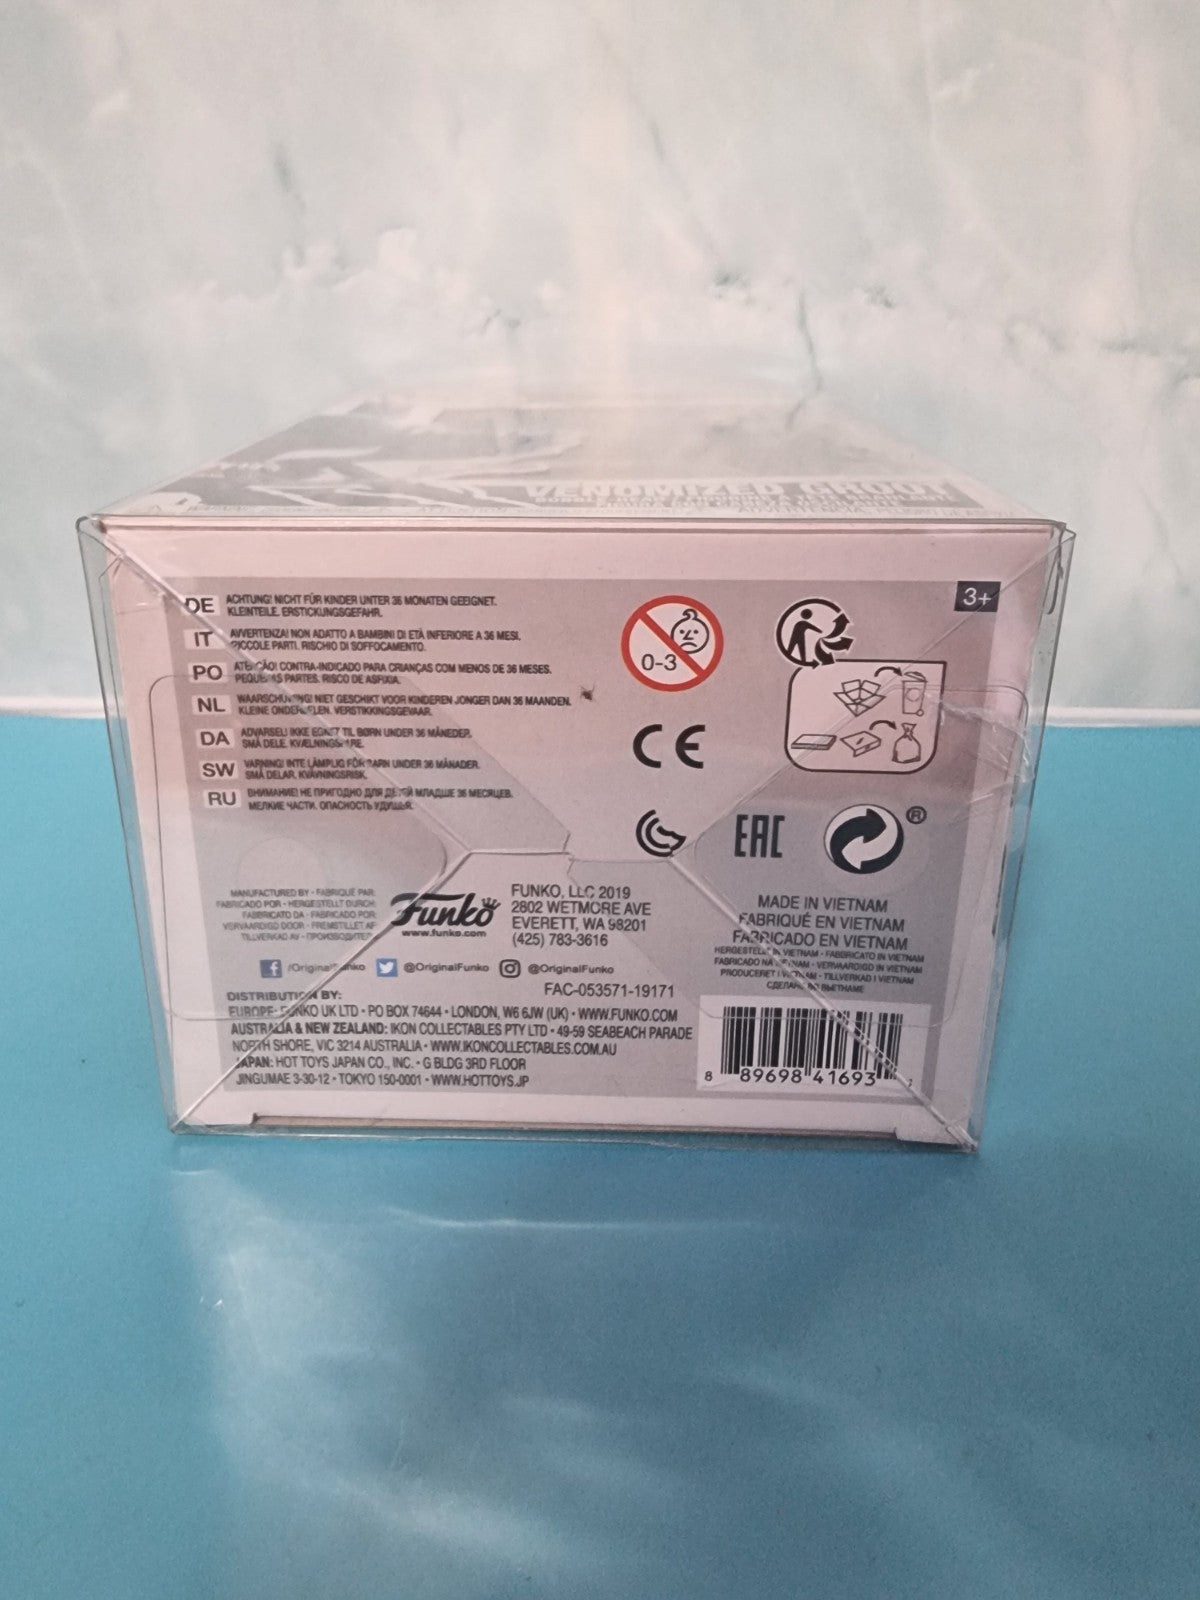 VENOMIZED GROOT
3+
DE ACHTUNG! NICHT FÜR KINDER UNTER 36 MONATEN GEEIGNET.
KLEINTEILE. ERSTICKUNGSGEFAHR.
IT AVVERTENZA! NON ADATTO A BAMBINI DI ETÀ INFERIORE A 36 MESI.
PICCOLE PARTI. RISCHIO DI SOFFOCAMENTO.
PO ATENÇÃO! CONTRA-INDICADO PARA CRIANÇAS COM MENOS DE 36 MESES.
PEQUENAS PARTES. RISCO DE ASFIXIA.
NL WAARSCHUWING! NIET GESCHIKT VOOR KINDEREN JONGER DAN 36 MAANDEN.
KLEINE ONDERDELEN. VERSTIKKINGSGEVAAR.
DA ADVARSEL! IKKE EGNET TIL BØRN UNDER 36 MÅNEDER.
SMÅ DELE. KVÆLNINGSFARE.
SW VARNING! INTE LÄMPLIG FÖR BARN UNDER 36 MÅNADER.
SMÅ DELAR. KVÄVNINGSRISK.
RU ВНИМАНИЕ! НЕ ПРИГОДНО ДЛЯ ДЕТЕЙ МЛАДШЕ 36 МЕСЯЦЕВ.
МЕЛКИЕ ЧАСТИ. ОПАСНОСТЬ УДУШЬЯ.
0-3
CE
EAC
®
MANUFACTURED BY • FABRIQUÉ PAR:
FABRICADO POR • HERGESTELLT DURCH:
FABBRICATO DA • FABRICADO POR:
VERVAARDIGD DOOR • FREMSTILLET AF
TILLVERKAD AV • ПРОИЗВОДИТЕЛЬ
Funko
www.funko.com
FUNKO, LLC 2019
2802 WETMORE AVE
EVERETT, WA 98201
(425) 783-3616
MADE IN VIETNAM
FABRIQUÉ EN VIETNAM
FABRICADO EN VIETNAM
HERGESTELLT IN VIETNAM • FABBRICATO IN VIETNAM
FABRICADO NA VIETNAM • VERVAARDIGD IN VIETNAM
PRODUCERET I VIETNAM • TILLVERKAD I VIETNAM
СДЕЛАНО ВО ВЬЕТНАМЕ
/OriginalFunko @OriginalFunko @OriginalFunko
FAC-053571-19171
DISTRIBUTION BY:
EUROPE: FUNKO UK LTD • PO BOX 74644 • LONDON, W6 6JW (UK) • WWW.FUNKO.COM
AUSTRALIA & NEW ZEALAND: IKON COLLECTABLES PTY LTD • 49-59 SEABEACH PARADE
NORTH SHORE, VIC 3214 AUSTRALIA • WWW.IKONCOLLECTABLES.COM.AU
JAPAN: HOT TOYS JAPAN CO., INC. • G BLDG 3RD FLOOR
JINGUMAE 3-30-12 • TOKYO 150-0001 • WWW.HOTTOYS.JP
8 89698 41693 1